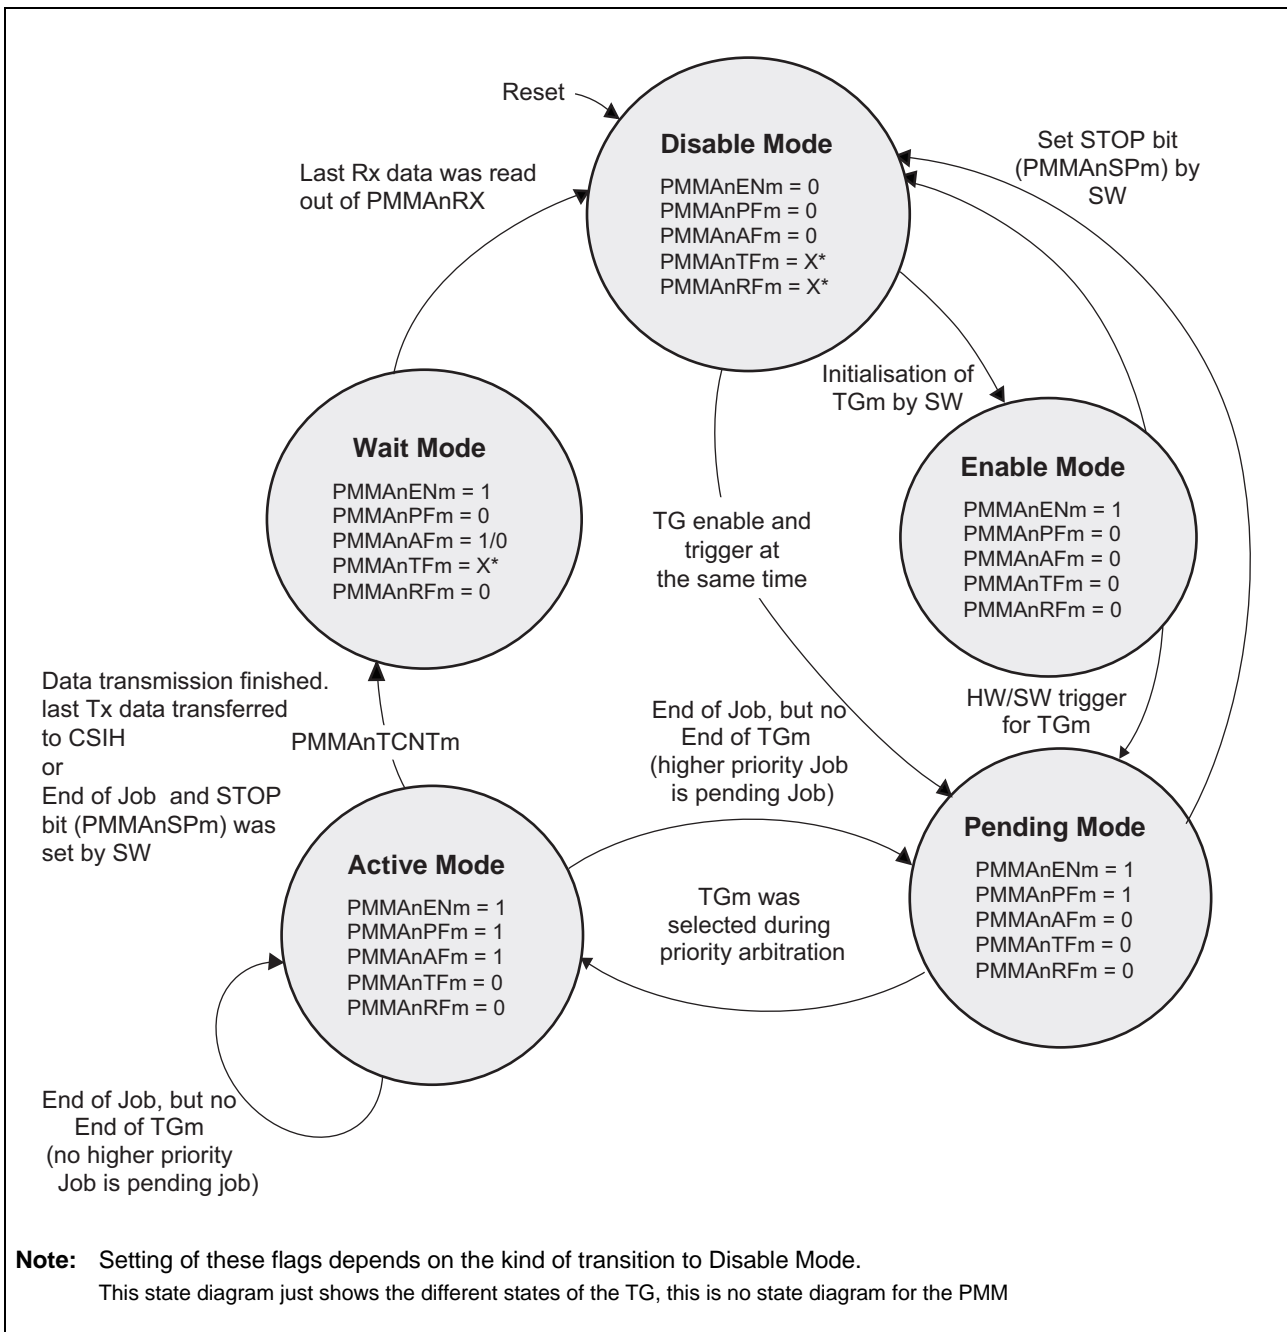 Reset
Disable Mode
PMMAnENm = 0
PMMAnPFm = 0
PMMAnAFm = 0
PMMAnTFm = X*
PMMAnRFm = X*
Set STOP bit
(PMMAnSPm) by
SW
Last Rx data was read
out of PMMAnRX
Initialisation of
TGm by SW
Wait Mode
PMMAnENm = 1
PMMAnPFm = 0
PMMAnAFm = 1/0
PMMAnTFm = X*
PMMAnRFm = 0
Enable Mode
PMMAnENm = 1
PMMAnPFm = 0
PMMAnAFm = 0
PMMAnTFm = 0
PMMAnRFm = 0
TG enable and
trigger at
the same time
Data transmission finished.
last Tx data transferred
to CSIH
or
End of Job and STOP
bit (PMMAnSPm) was
set by SW
PMMAnTCNTm
End of Job, but no
End of TGm
(higher priority Job
is pending Job)
HW/SW trigger
for TGm
Active Mode
PMMAnENm = 1
PMMAnPFm = 1
PMMAnAFm = 1
PMMAnTFm = 0
PMMAnRFm = 0
TGm was
selected during
priority arbitration
Pending Mode
PMMAnENm = 1
PMMAnPFm = 1
PMMAnAFm = 0
PMMAnTFm = 0
PMMAnRFm = 0
End of Job, but no
End of TGm
(no higher priority
Job is pending job)
Note: Setting of these flags depends on the kind of transition to Disable Mode.
This state diagram just shows the different states of the TG, this is no state diagram for the PMM